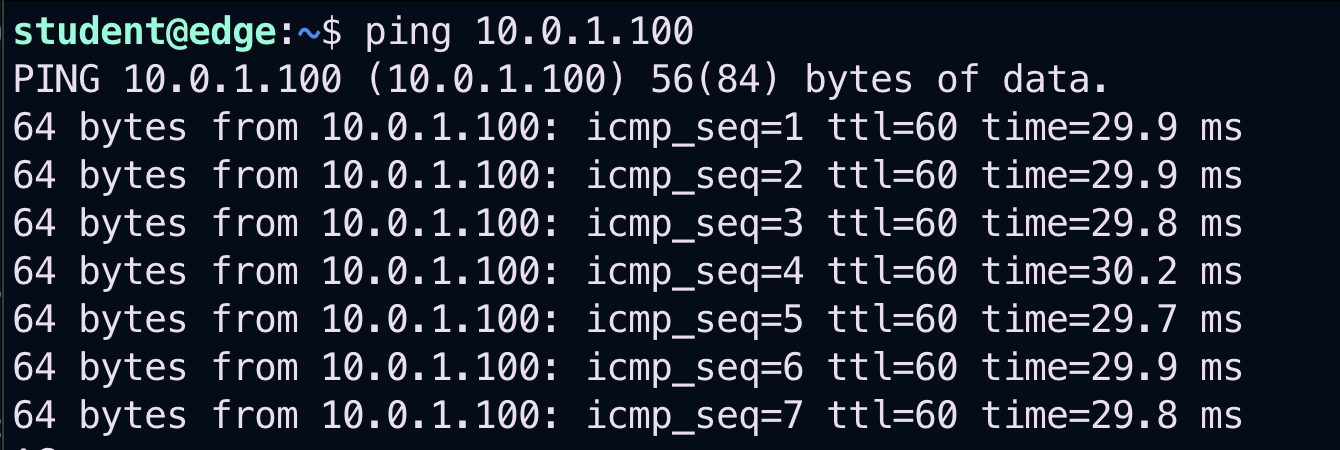 student@edge:~$ ping 10.0.1.100
PING 10.0.1.100 (10.0.1.100) 56(84) bytes of data.
64 bytes from 10.0.1.100: icmp_seq=1 ttl=60 time=29.9 ms
64 bytes from 10.0.1.100: icmp_seq=2 ttl=60 time=29.9 ms
64 bytes from 10.0.1.100: icmp_seq=3 ttl=60 time=29.8 ms
64 bytes from 10.0.1.100: icmp_seq=4 ttl=60 time=30.2 ms
64 bytes from 10.0.1.100: icmp_seq=5 ttl=60 time=29.7 ms
64 bytes from 10.0.1.100: icmp_seq=6 ttl=60 time=29.9 ms
64 bytes from 10.0.1.100: icmp_seq=7 ttl=60 time=29.8 ms